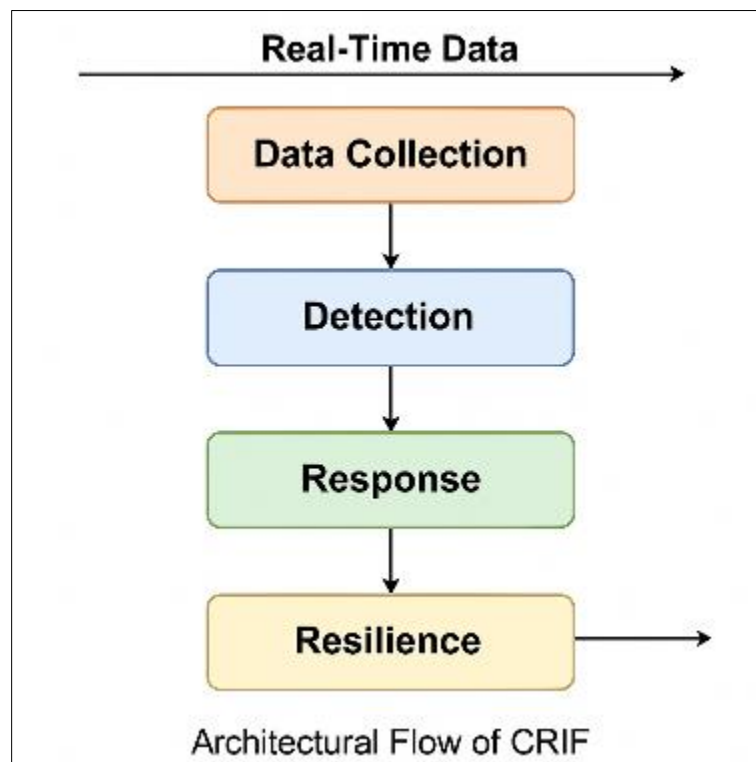 Real-Time Data
Data Collection
Detection
Response
Resilience
Architectural Flow of CRIF